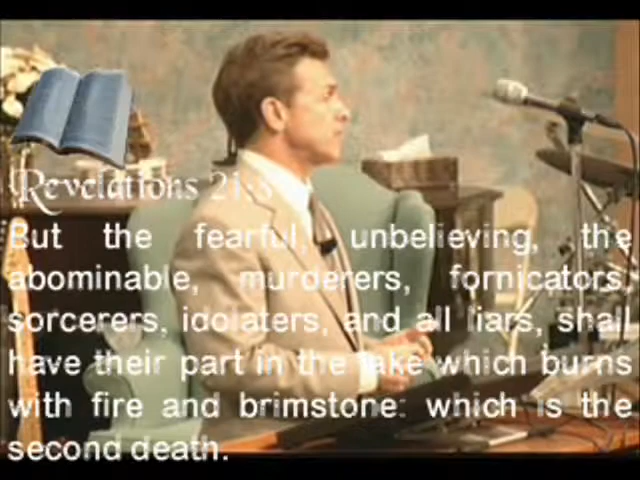 Revelations 21:8
But the fearful, unbelieving, the
abominable, murderers, fornicators,
sorcerers, idolaters, and all liars, shall
have their part in the lake which burns
with fire and brimstone: which is the
second death.